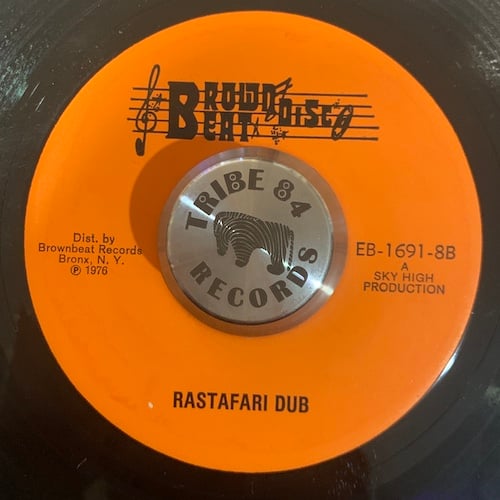 BROWN DISC
BEAT
TRIBE 84
RECORDS
Dist. by
Brownbeat Records
Bronx, N. Y.
℗ 1976
EB-1691-8B
A
SKY HIGH
PRODUCTION
RASTAFARI DUB